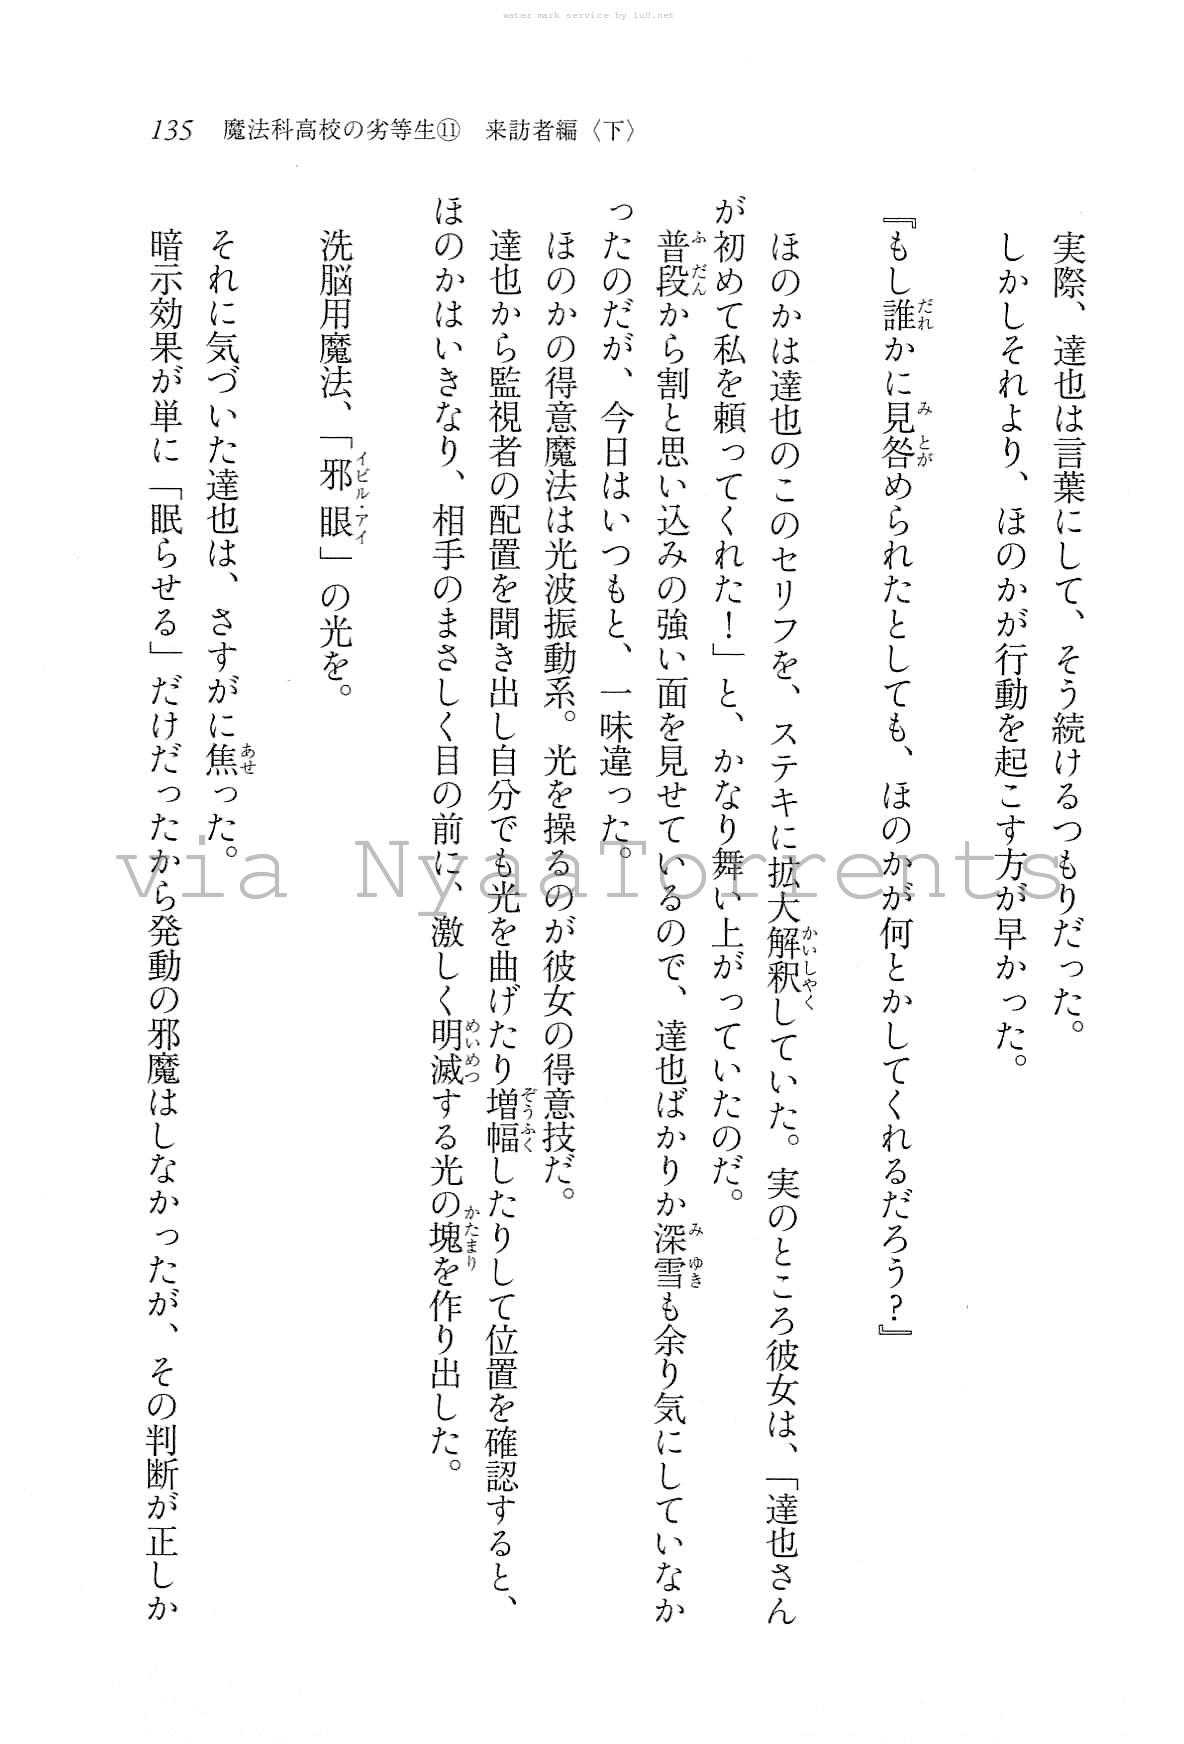 water mark service by lu0.net
135 魔法科高校の劣等生⑪ 来訪者編〈下〉
実際、達也は言葉にして、そう続けるつもりだった。
しかしそれより、ほのかが行動を起こす方が早かった。
『もし誰かに見咎められたとしても、ほのかが何とかしてくれるだろう?』
ほのかは達也のこのセリフを、ステキに拡大解釈していた。実のところ彼女は、「達也さん
が初めて私を頼ってくれた!」と、かなり舞い上がっていたのだ。
普段から割と思い込みの強い面を見せているので、達也ばかりか深雪も余り気にしていなか
ったのだが、今日はいつもと、一味違った。
ほのかの得意魔法は光波振動系。光を操るのが彼女の得意技だ。
達也から監視者の配置を聞き出し自分でも光を曲げたり増幅したりして位置を確認すると、
ほのかはいきなり、相手のまさしく目の前に、激しく明滅する光の塊を作り出した。
洗脳用魔法、「邪眼」の光を。
それに気づいた達也は、さすがに焦った。
暗示効果が単に「眠らせる」だけだったから発動の邪魔はしなかったが、その判断が正しか
via NyaaTorrents